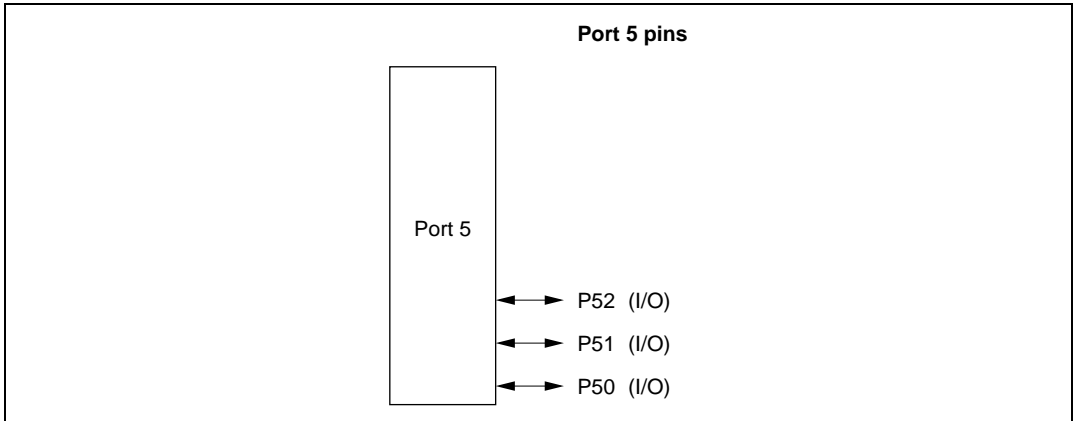 Port 5 pins
Port 5
P52 (I/O)
P51 (I/O)
P50 (I/O)